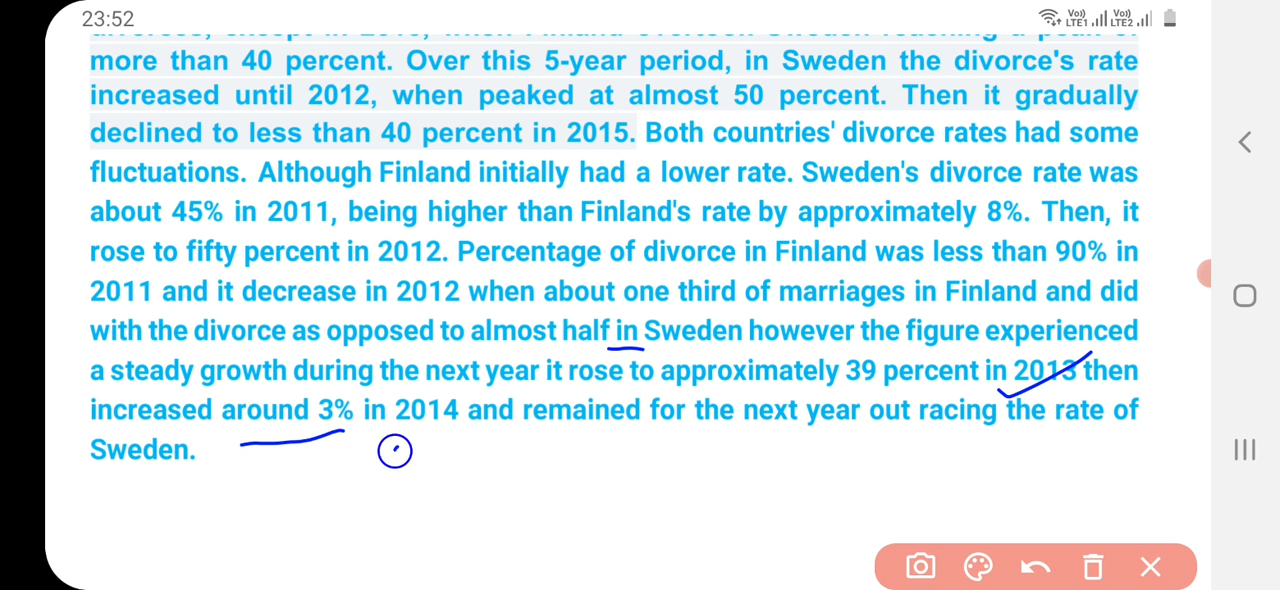 23:52
Vo)) LTE1 Vo)) LTE2
more than 40 percent. Over this 5-year period, in Sweden the divorce's rate
increased until 2012, when peaked at almost 50 percent. Then it gradually
declined to less than 40 percent in 2015. Both countries' divorce rates had some
fluctuations. Although Finland initially had a lower rate. Sweden's divorce rate was
about 45% in 2011, being higher than Finland's rate by approximately 8%. Then, it
rose to fifty percent in 2012. Percentage of divorce in Finland was less than 90% in
2011 and it decrease in 2012 when about one third of marriages in Finland and did
with the divorce as opposed to almost half in Sweden however the figure experienced
a steady growth during the next year it rose to approximately 39 percent in 2013 then
increased around 3% in 2014 and remained for the next year out racing the rate of
Sweden.